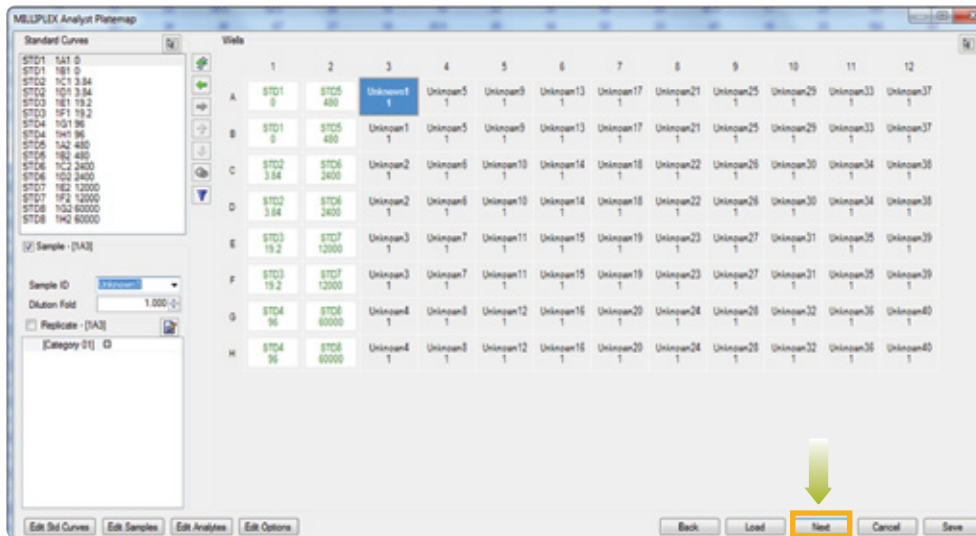 MILLIPLEX Analyst Platemap
Standard Curves
Wells
STD1 1A1 0
STD1 1B1 0
STD2 1C1 3.84
STD2 1D1 3.84
STD3 1E1 19.2
STD3 1F1 19.2
STD4 1G1 96
STD4 1H1 96
STD5 1A2 480
STD5 1B2 480
STD6 1C2 2400
STD6 1D2 2400
STD7 1E2 12000
STD7 1F2 12000
STD8 1G2 60000
STD8 1H2 60000
1 2 3 4 5 6 7 8 9 10 11 12
A STD1 STD5 Unknown1 Unknown5 Unknown9 Unknown13 Unknown17 Unknown21 Unknown25 Unknown29 Unknown33 Unknown37
0 480 1 1 1 1 1 1 1 1 1 1
B STD1 STD5 Unknown1 Unknown5 Unknown9 Unknown13 Unknown17 Unknown21 Unknown25 Unknown29 Unknown33 Unknown37
0 480 1 1 1 1 1 1 1 1 1 1
C STD2 STD6 Unknown2 Unknown6 Unknown10 Unknown14 Unknown18 Unknown22 Unknown26 Unknown30 Unknown34 Unknown38
3.84 2400 1 1 1 1 1 1 1 1 1 1
D STD2 STD6 Unknown2 Unknown6 Unknown10 Unknown14 Unknown18 Unknown22 Unknown26 Unknown30 Unknown34 Unknown38
3.84 2400 1 1 1 1 1 1 1 1 1 1
E STD3 STD7 Unknown3 Unknown7 Unknown11 Unknown15 Unknown19 Unknown23 Unknown27 Unknown31 Unknown35 Unknown39
19.2 12000 1 1 1 1 1 1 1 1 1 1
F STD3 STD7 Unknown3 Unknown7 Unknown11 Unknown15 Unknown19 Unknown23 Unknown27 Unknown31 Unknown35 Unknown39
19.2 12000 1 1 1 1 1 1 1 1 1 1
G STD4 STD8 Unknown4 Unknown8 Unknown12 Unknown16 Unknown20 Unknown24 Unknown28 Unknown32 Unknown36 Unknown40
96 60000 1 1 1 1 1 1 1 1 1 1
H STD4 STD8 Unknown4 Unknown8 Unknown12 Unknown16 Unknown20 Unknown24 Unknown28 Unknown32 Unknown36 Unknown40
96 60000 1 1 1 1 1 1 1 1 1 1
Sample - [1A3]
Sample ID Unknown1
Dilution Fold 1.000
Replicate - [1A3]
[Category 01]
Edit Std Curves Edit Samples Edit Analytes Edit Options Back Load Next Cancel Save